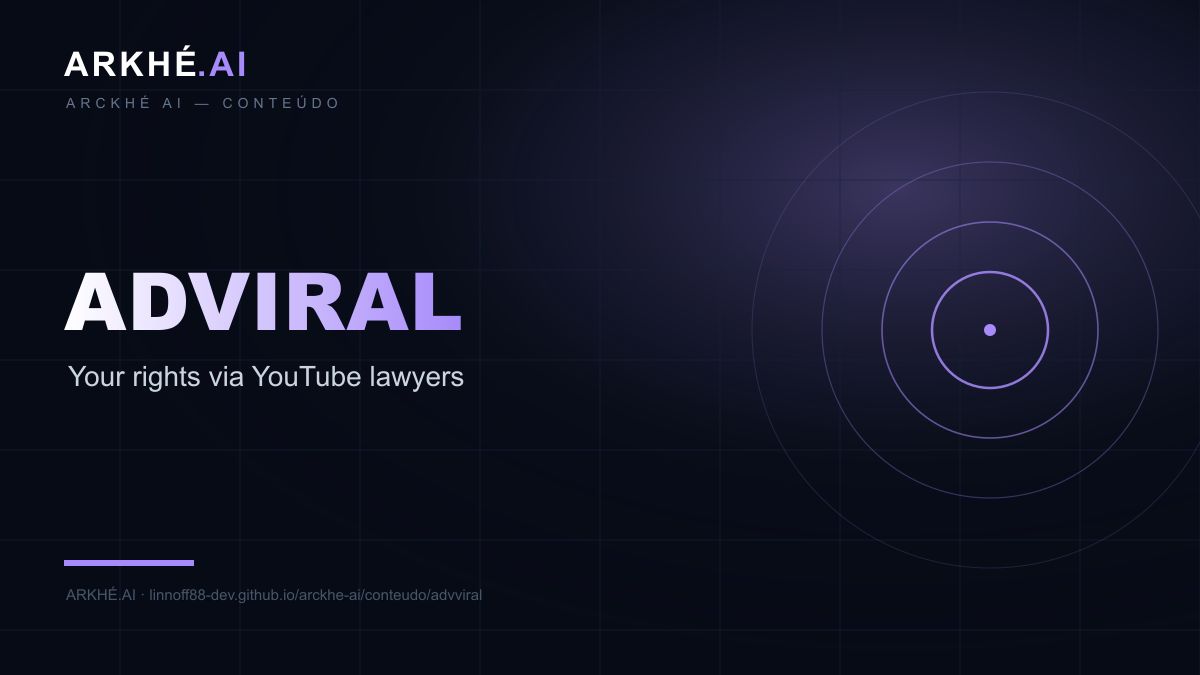 ARKHÉ.AI
ARCKHÉ AI — CONTEÚDO
ADVIRAL
Your rights via YouTube lawyers
ARKHÉ.AI · linnoff88-dev.github.io/arckhe-ai/conteudo/advviral